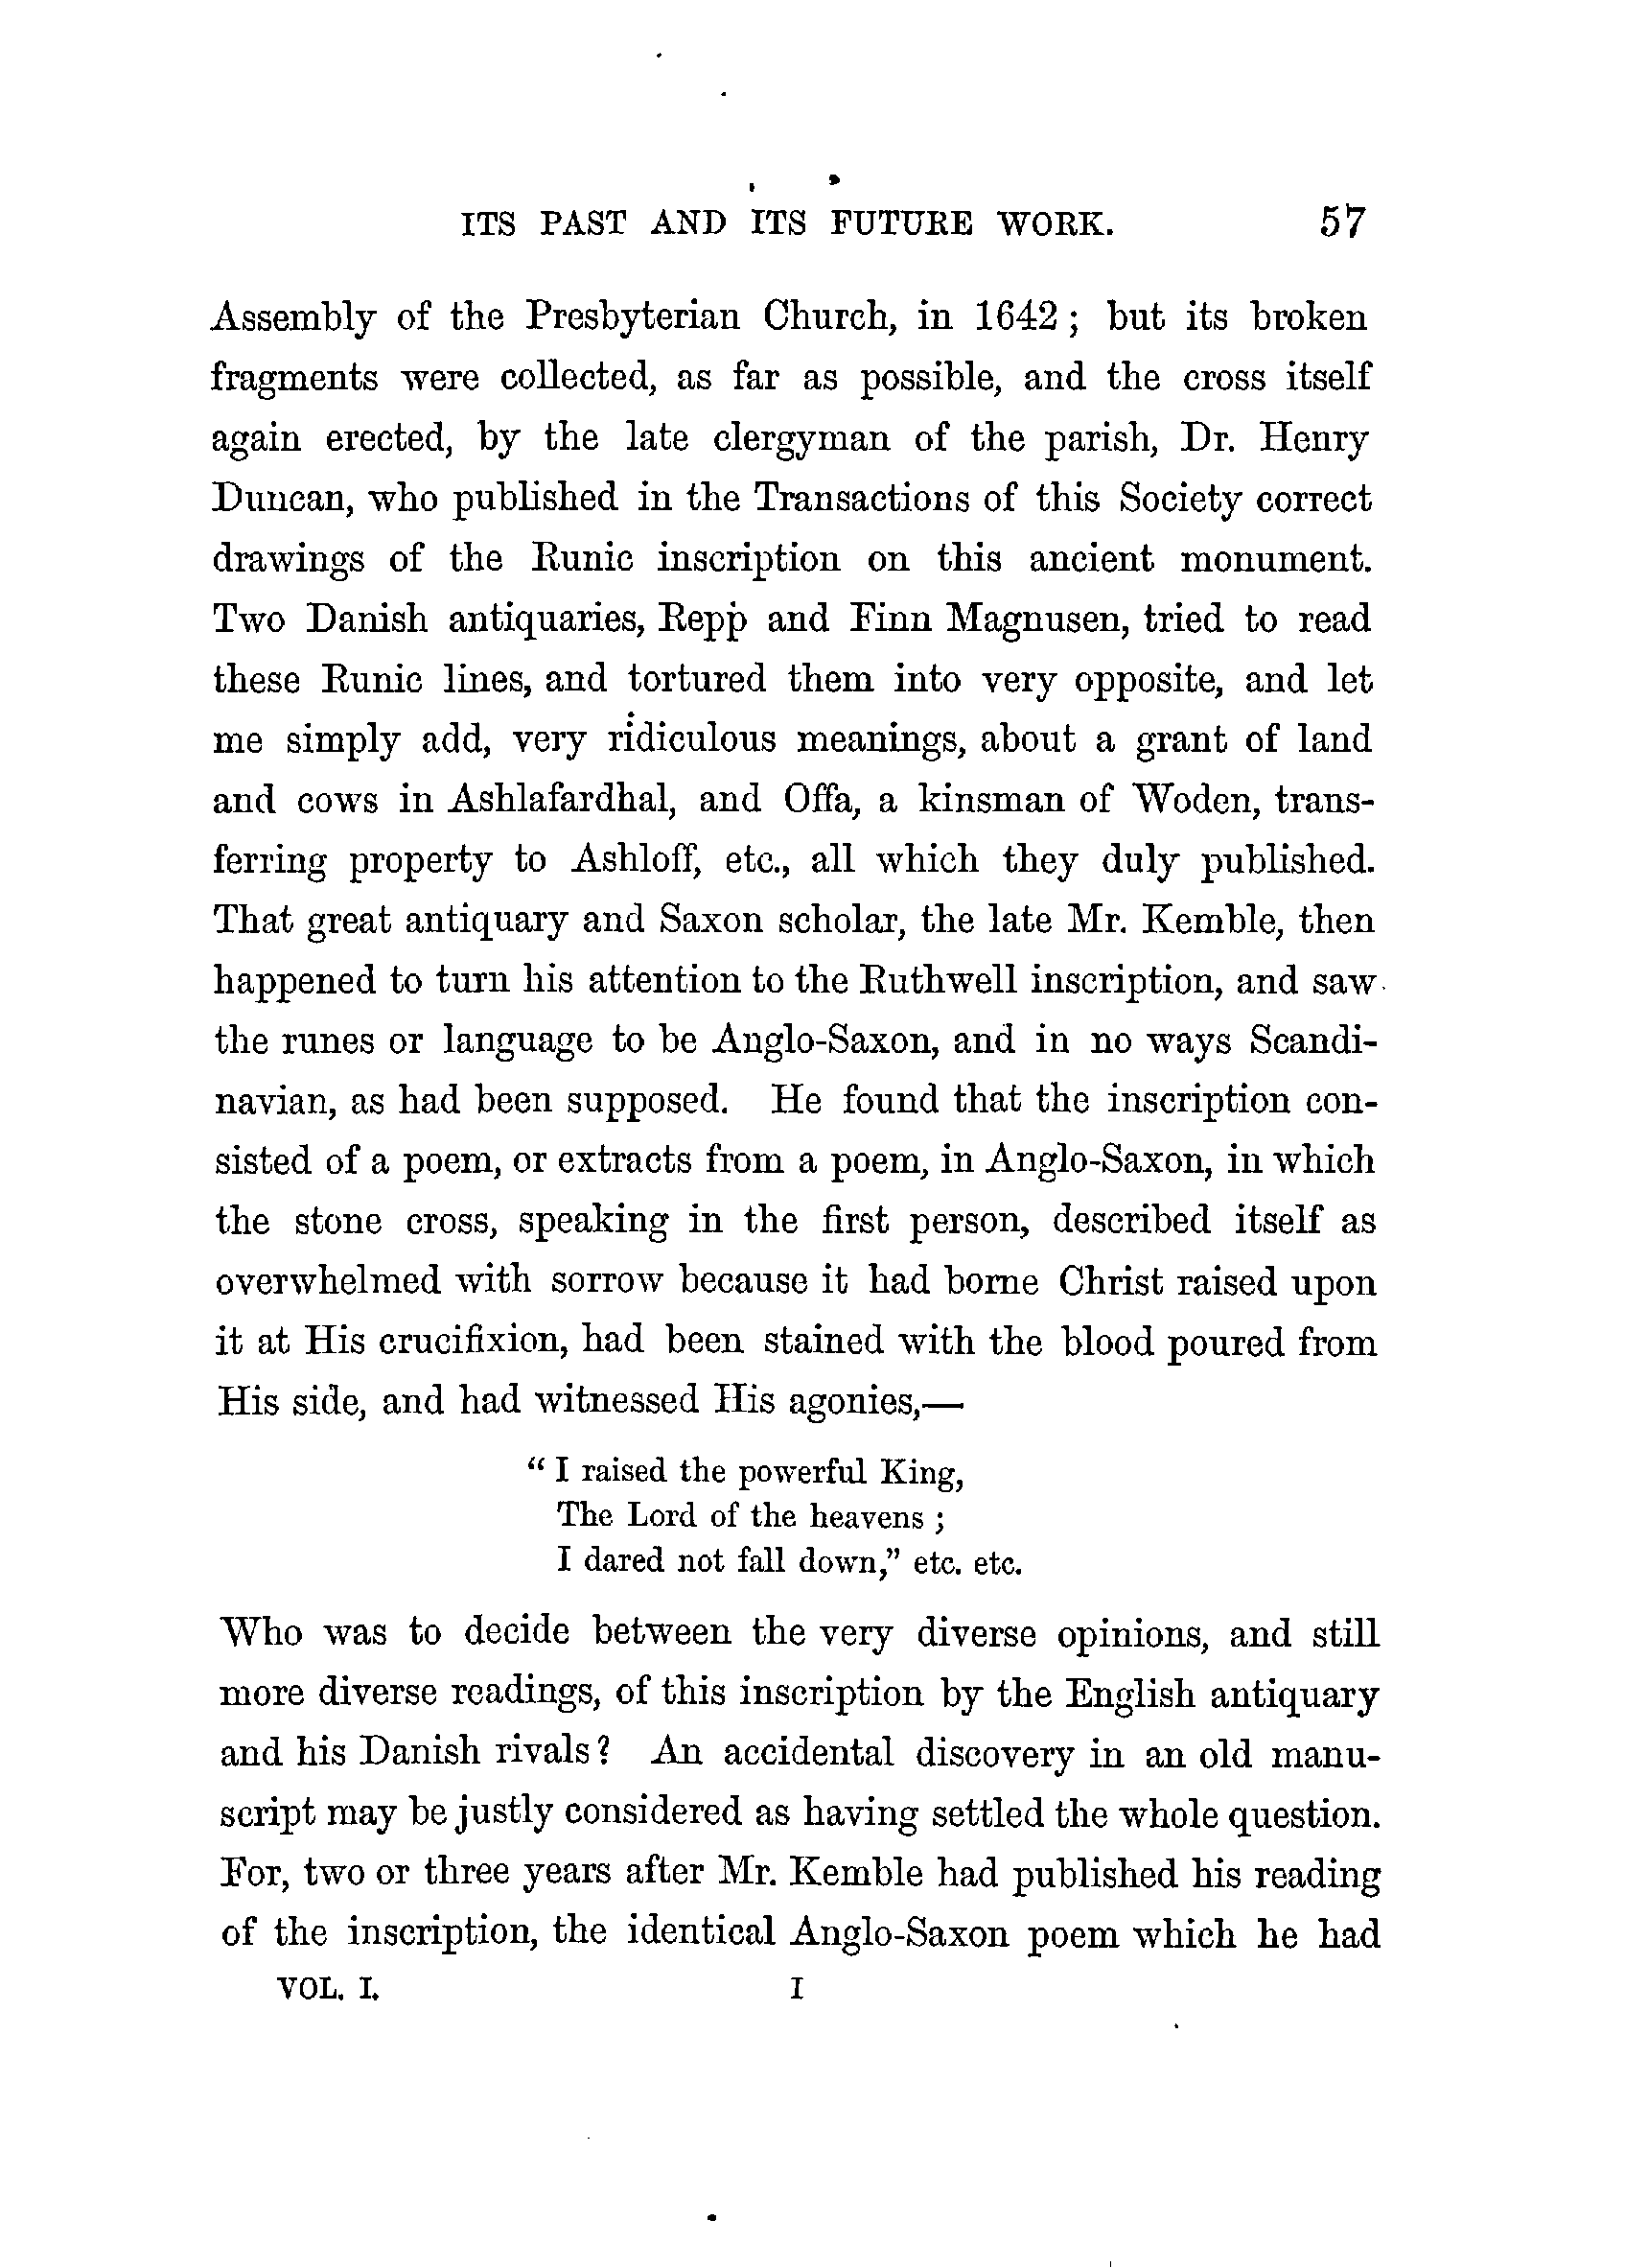 ITS PAST AND ITS FUTURE WORK. 57
Assembly of the Presbyterian Church, in 1642; but its broken
fragments were collected, as far as possible, and the cross itself
again erected, by the late clergyman of the parish, Dr. Henry
Duncan, who published in the Transactions of this Society correct
drawings of the Runic inscription on this ancient monument.
Two Danish antiquaries, Repp and Finn Magnusen, tried to read
these Runic lines, and tortured them into very opposite, and let
me simply add, very ridiculous meanings, about a grant of land
and cows in Ashlafardhal, and Offa, a kinsman of Woden, trans-
ferring property to Ashloff, etc., all which they duly published.
That great antiquary and Saxon scholar, the late Mr. Kemble, then
happened to turn his attention to the Ruthwell inscription, and saw
the runes or language to be Anglo-Saxon, and in no ways Scandi-
navian, as had been supposed. He found that the inscription con-
sisted of a poem, or extracts from a poem, in Anglo-Saxon, in which
the stone cross, speaking in the first person, described itself as
overwhelmed with sorrow because it had borne Christ raised upon
it at His crucifixion, had been stained with the blood poured from
His side, and had witnessed His agonies,—
“ I raised the powerful King,
The Lord of the heavens ;
I dared not fall down,” etc. etc.
Who was to decide between the very diverse opinions, and still
more diverse readings, of this inscription by the English antiquary
and his Danish rivals? An accidental discovery in an old manu-
script may be justly considered as having settled the whole question.
For, two or three years after Mr. Kemble had published his reading
of the inscription, the identical Anglo-Saxon poem which he had
VOL. I. I